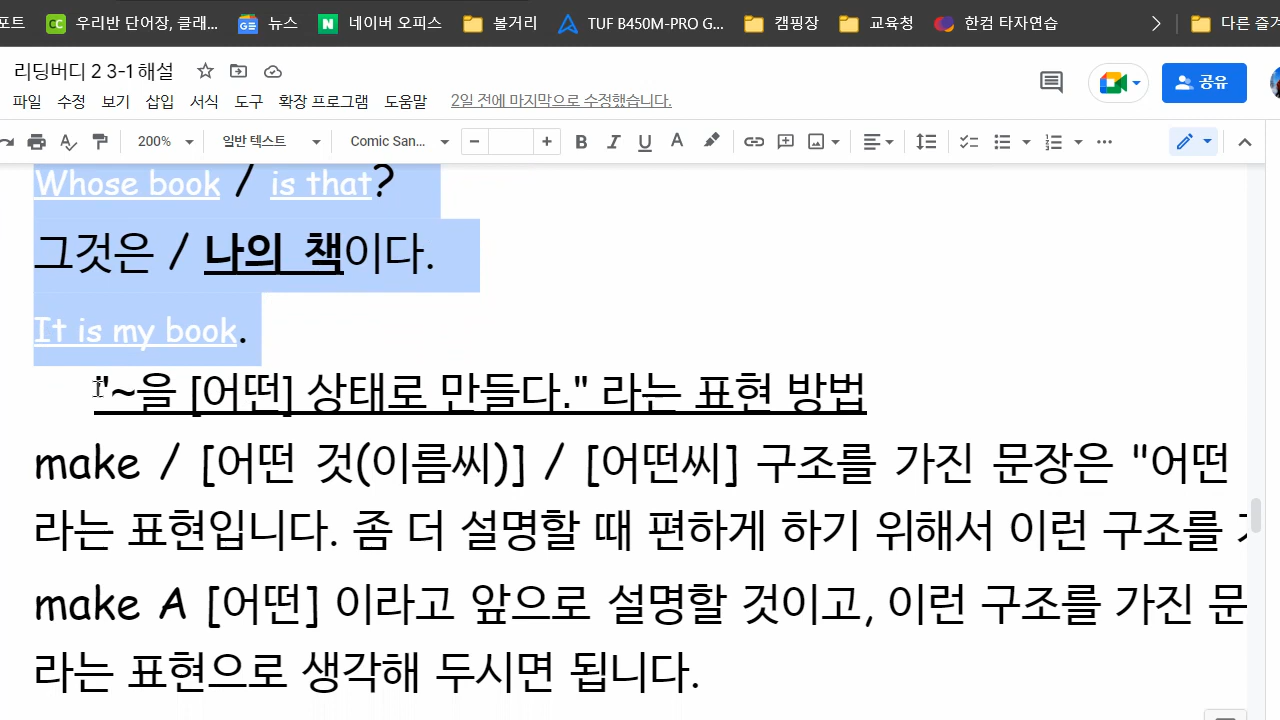 포트 우리반 단어장, 클래... 뉴스 네이버 오피스 볼거리 TUF B450M-PRO G... 캠핑장 교육청 한컴 타자연습 다른 즐겨
리딩버디 2 3-1 해설
파일 수정 보기 삽입 서식 도구 확장 프로그램 도움말 2일 전에 마지막으로 수정했습니다.
공유
200% 일반 텍스트 Comic San... B I U A
Whose book / is that?
그것은 / 나의 책이다.
It is my book.
"~을 [어떤] 상태로 만들다." 라는 표현 방법
make / [어떤 것(이름씨)] / [어떤씨] 구조를 가진 문장은 "어떤
라는 표현입니다. 좀 더 설명할 때 편하게 하기 위해서 이런 구조를
make A [어떤] 이라고 앞으로 설명할 것이고, 이런 구조를 가진 문
라는 표현으로 생각해 두시면 됩니다.